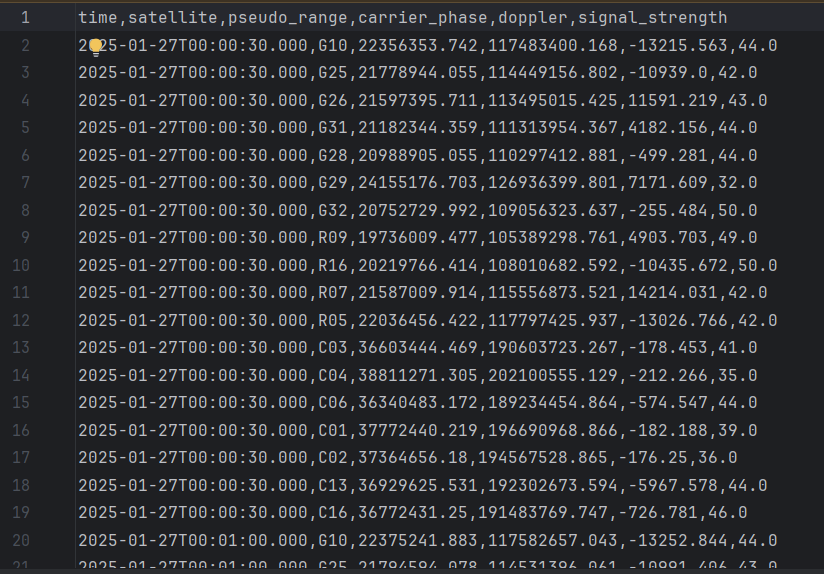 1 time,satellite,pseudo_range,carrier_phase,doppler,signal_strength
2 2025-01-27T00:00:30.000,G10,22356353.742,117483400.168,-13215.563,44.0
3 2025-01-27T00:00:30.000,G25,21778944.055,114449156.802,-10939.0,42.0
4 2025-01-27T00:00:30.000,G26,21597395.711,113495015.425,11591.219,43.0
5 2025-01-27T00:00:30.000,G31,21182344.359,111313954.367,4182.156,44.0
6 2025-01-27T00:00:30.000,G28,20988905.055,110297412.881,-499.281,44.0
7 2025-01-27T00:00:30.000,G29,24155176.703,126936399.801,7171.609,32.0
8 2025-01-27T00:00:30.000,G32,20752729.992,109056323.637,-255.484,50.0
9 2025-01-27T00:00:30.000,R09,19736009.477,105389298.761,4903.703,49.0
10 2025-01-27T00:00:30.000,R16,20219766.414,108010682.592,-10435.672,50.0
11 2025-01-27T00:00:30.000,R07,21587009.914,115556873.521,14214.031,42.0
12 2025-01-27T00:00:30.000,R05,22036456.422,117797425.937,-13026.766,42.0
13 2025-01-27T00:00:30.000,C03,36603444.469,190603723.267,-178.453,41.0
14 2025-01-27T00:00:30.000,C04,38811271.305,202100555.129,-212.266,35.0
15 2025-01-27T00:00:30.000,C06,36340483.172,189234454.864,-574.547,44.0
16 2025-01-27T00:00:30.000,C01,37772440.219,196690968.866,-182.188,39.0
17 2025-01-27T00:00:30.000,C02,37364656.18,194567528.865,-176.25,36.0
18 2025-01-27T00:00:30.000,C13,36929625.531,192302673.594,-5967.578,44.0
19 2025-01-27T00:00:30.000,C16,36772431.25,191483769.747,-726.781,46.0
20 2025-01-27T00:01:00.000,G10,22375241.883,117582657.043,-13252.844,44.0
21 2025-01-27T00:01:00.000,G25,21794594.078,114531396.061,-10991.406,43.0